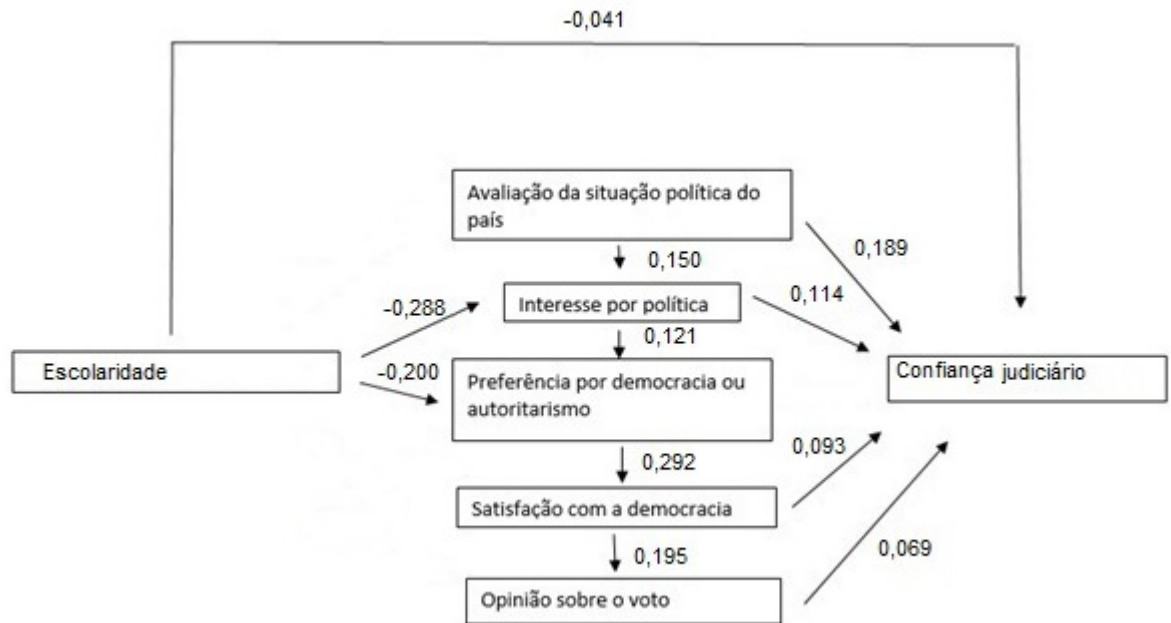 -0,041
Avaliação da situação política do
país
0,189
0,150
Interesse por política
0,114
-0,288
0,121
Escolaridade
-0,200
Preferência por democracia ou
autoritarismo
Confiança judiciário
0,292
0,093
Satisfação com a democracia
0,195
0,069
Opinião sobre o voto